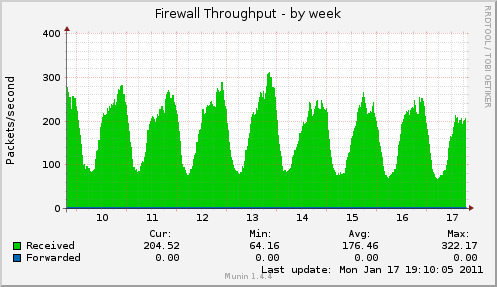 Firewall Throughput - by week
RRDTOOL / TOBI OETIKER
Packets/second
400
300
200
100
0
10 11 12 13 14 15 16 17
Cur: Min: Avg: Max:
Received 204.52 64.16 176.46 322.17
Forwarded 0.00 0.00 0.00 0.00
Last update: Mon Jan 17 19:10:05 2011
Munin 1.4.4